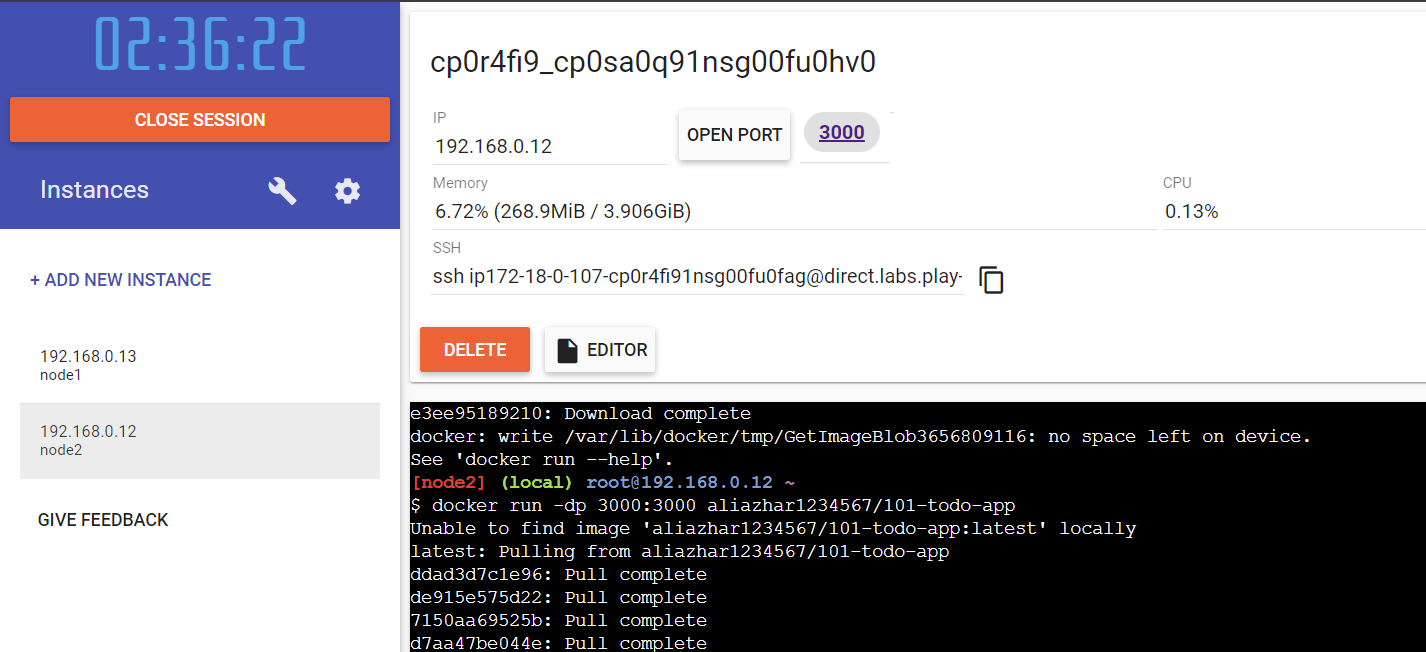 02:36:22
CLOSE SESSION
Instances
+ ADD NEW INSTANCE
192.168.0.13
node1
192.168.0.12
node2
GIVE FEEDBACK
cp0r4fi9_cp0sa0q91nsg00fu0hv0
IP
192.168.0.12
OPEN PORT
3000
Memory
6.72% (268.9MiB / 3.906GiB)
CPU
0.13%
SSH
ssh ip172-18-0-107-cp0r4fi91nsg00fu0fag@direct.labs.play-
DELETE
EDITOR
e3ee95189210: Download complete
docker: write /var/lib/docker/tmp/GetImageBlob3656809116: no space left on device.
See 'docker run --help'.
[node2] (local) root@192.168.0.12 ~
$ docker run -dp 3000:3000 aliazhar1234567/101-todo-app
Unable to find image 'aliazhar1234567/101-todo-app:latest' locally
latest: Pulling from aliazhar1234567/101-todo-app
ddad3d7c1e96: Pull complete
de915e575d22: Pull complete
7150aa69525b: Pull complete
d7aa47be044e: Pull complete